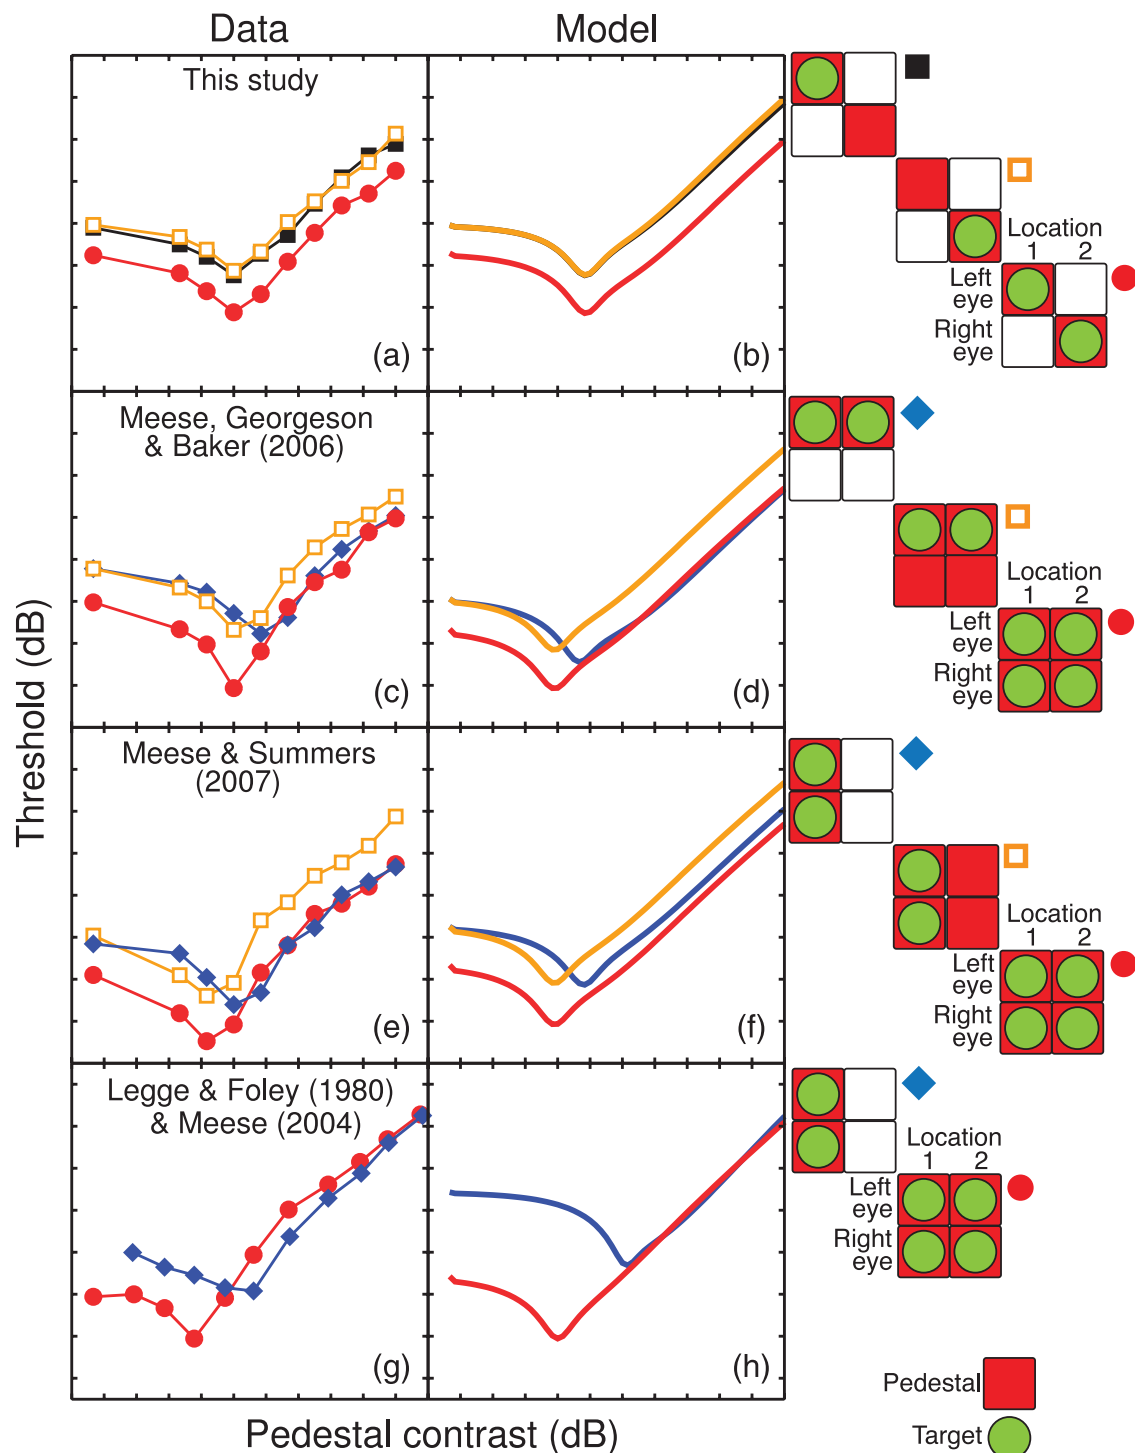 Data
Model
This study
(a)
(b)
Location
1 2
Left
eye
Right
eye
Meese, Georgeson
& Baker (2006)
(c)
(d)
Location
1 2
Left
eye
Right
eye
Meese & Summers
(2007)
(e)
(f)
Location
1 2
Left
eye
Right
eye
Legge & Foley (1980)
& Meese (2004)
(g)
(h)
Location
1 2
Left
eye
Right
eye
Threshold (dB)
Pedestal contrast (dB)
Pedestal
Target